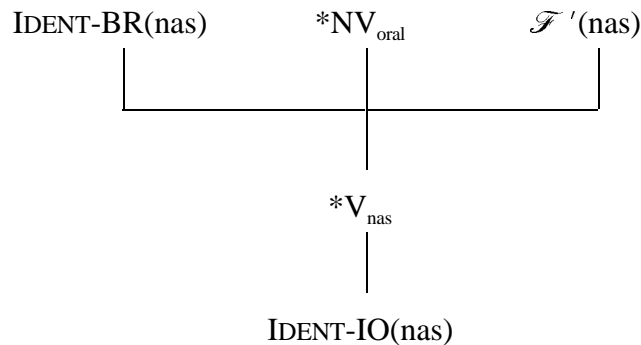 IDENT-BR(nas) *NVoral ℱ ′(nas)
*Vnas
IDENT-IO(nas)